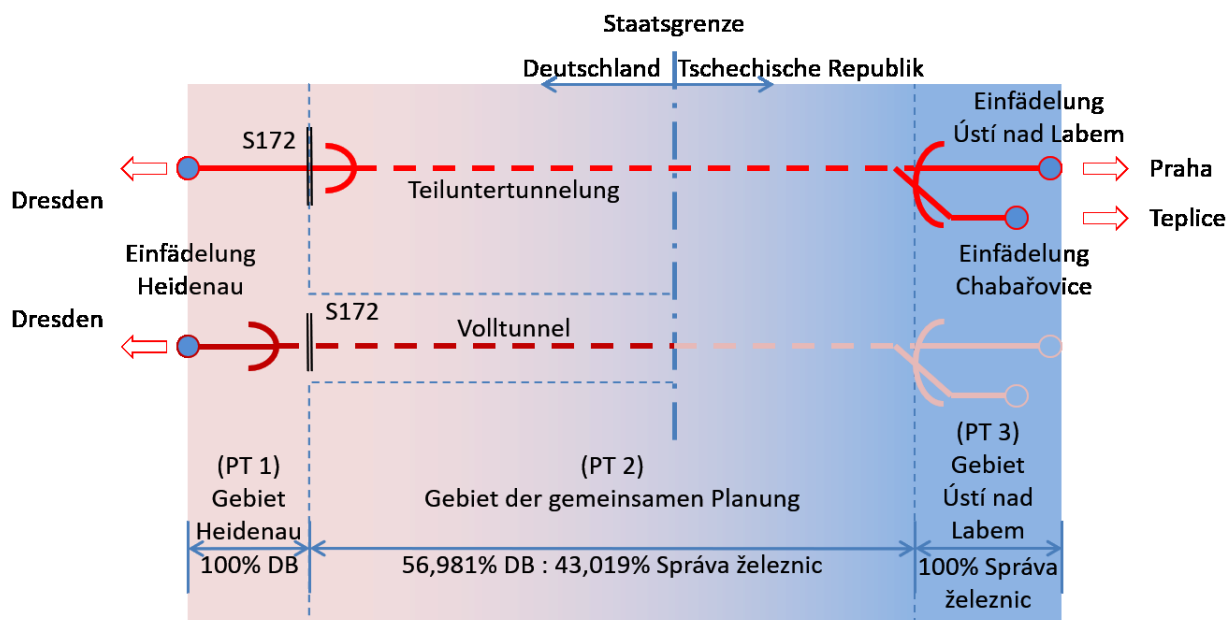 Staatsgrenze
Deutschland Tschechische Republik
S172
Einfädelung
Ústí nad Labem
Dresden
Teiluntertunnelung
Praha
Teplice
Einfädelung
Heidenau
Einfädelung
Chabařovice
Dresden
S172
Volltunnel
(PT 1)
Gebiet
Heidenau
100% DB
(PT 2)
Gebiet der gemeinsamen Planung
56,981% DB : 43,019% Správa železnic
(PT 3)
Gebiet
Ústí nad
Labem
100% Správa
železnic